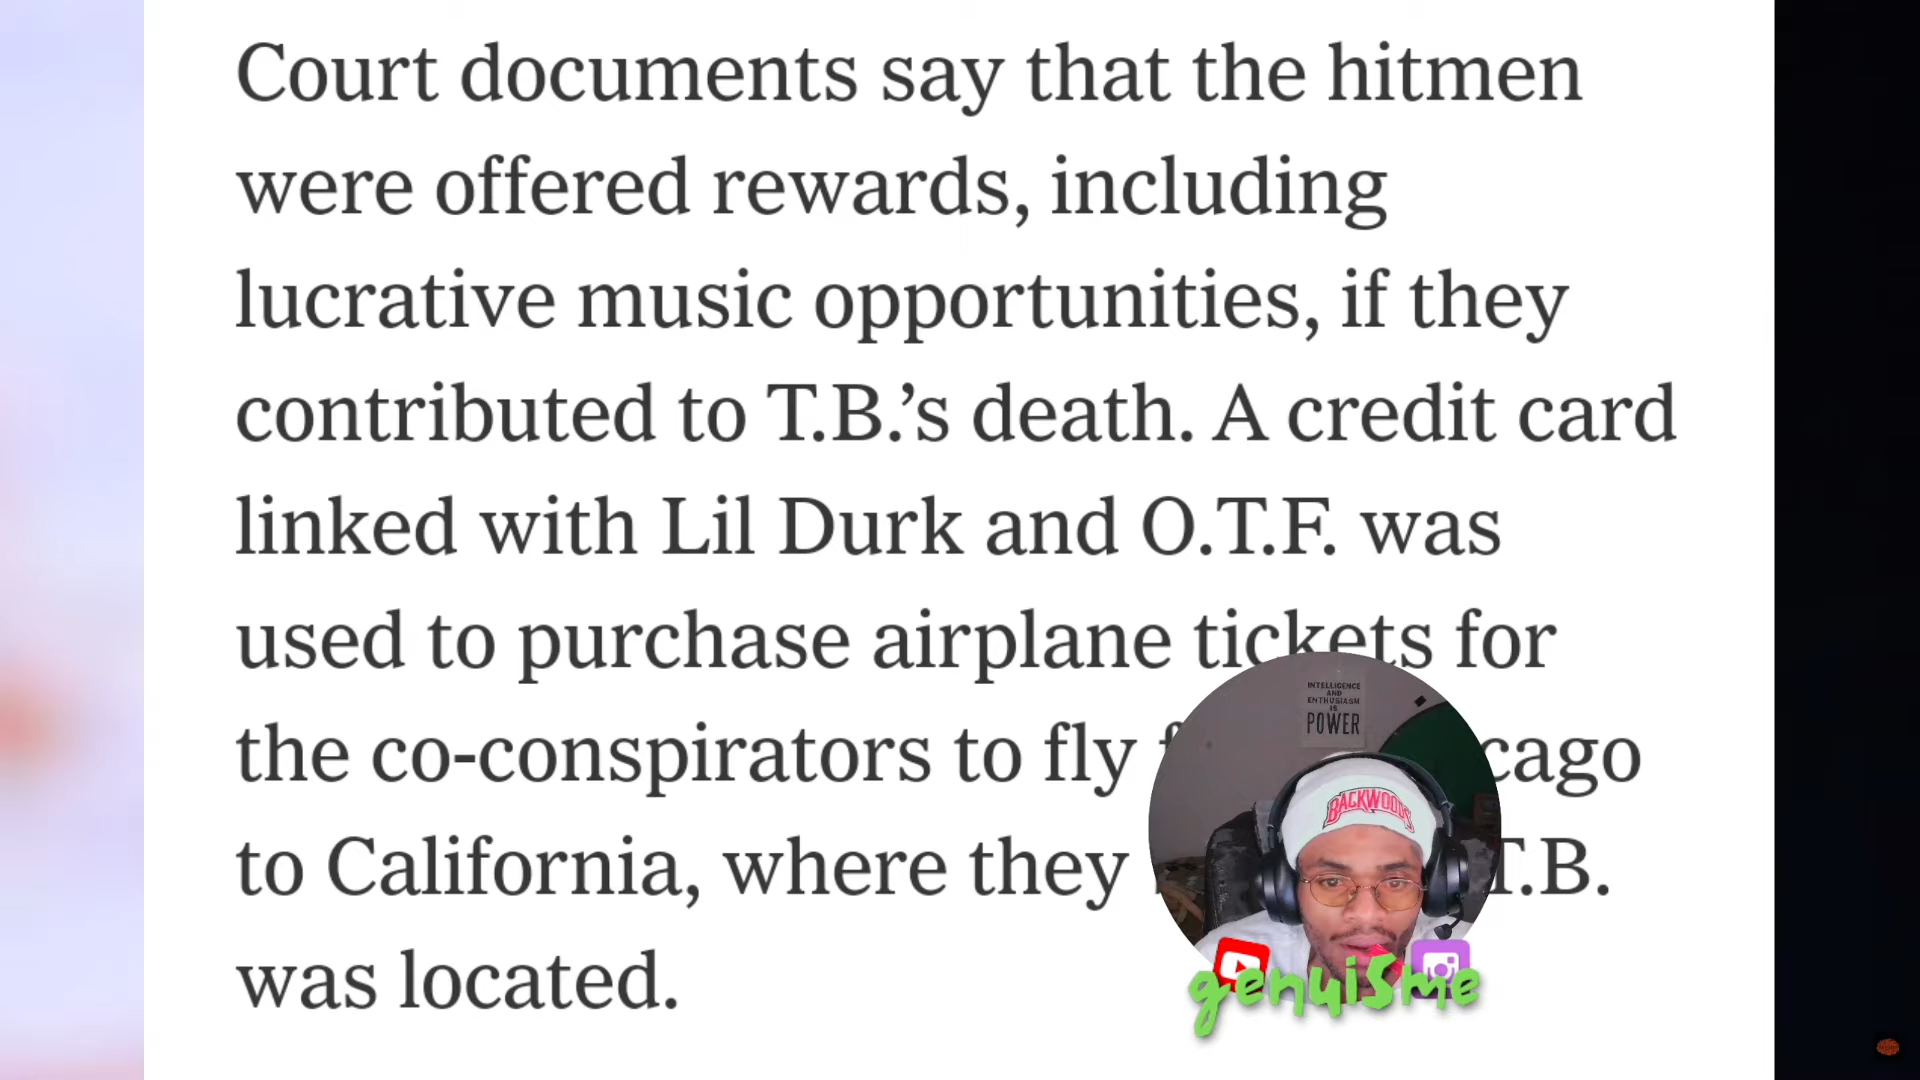 Court documents say that the hitmen
were offered rewards, including
lucrative music opportunities, if they
contributed to T.B.’s death. A credit card
linked with Lil Durk and O.T.F. was
used to purchase airplane tickets for
the co-conspirators to fly
to California, where they T.B.
was located.
INTELLIGENCE
AND
ENTHUSIASM
IS
POWER
BACKWOODS
genui5me